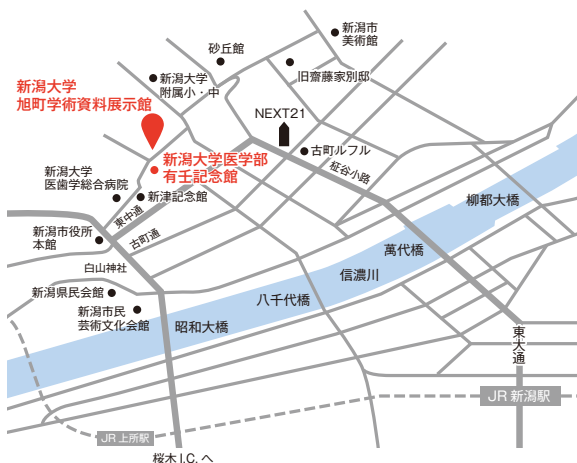 新潟市
美術館
砂丘館
旧齋藤家別邸
新潟大学
附属小・中
新潟大学
旭町学術資料展示館
NEXT21
古町ルフル
新潟大学医学部
有壬記念館
柾谷小路
新潟大学
医歯学総合病院
新津記念館
柳都大橋
東中通
古町通
新潟市役所
本館
萬代橋
白山神社
信濃川
新潟県民会館
八千代橋
新潟市民
芸術文化会館
昭和大橋
東大通
JR 新潟駅
JR 上所駅
桜木 I.C. へ